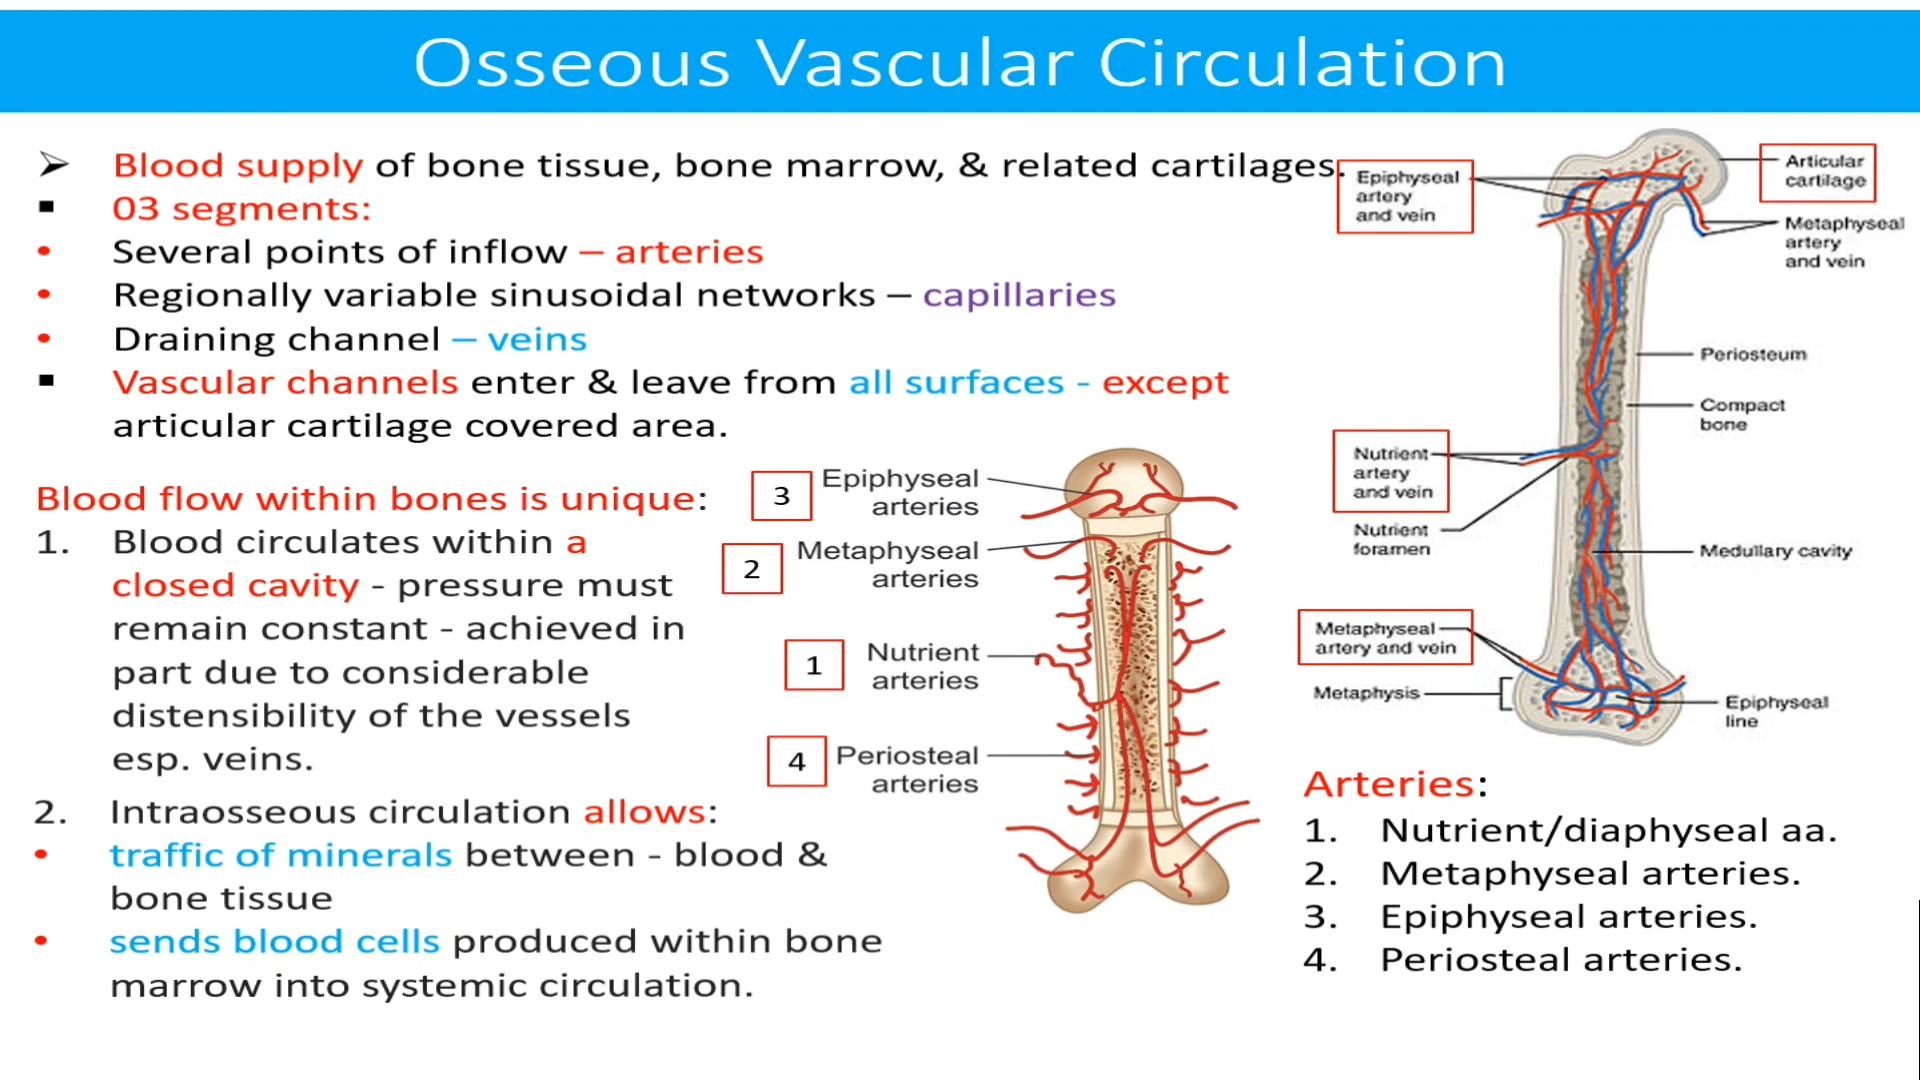 Osseous Vascular Circulation
➢ Blood supply of bone tissue, bone marrow, & related cartilages.
▪ 03 segments:
• Several points of inflow – arteries
• Regionally variable sinusoidal networks – capillaries
• Draining channel – veins
▪ Vascular channels enter & leave from all surfaces - except
articular cartilage covered area.
Blood flow within bones is unique:
1. Blood circulates within a
closed cavity - pressure must
remain constant - achieved in
part due to considerable
distensibility of the vessels
esp. veins.
2. Intraosseous circulation allows:
• traffic of minerals between - blood &
bone tissue
• sends blood cells produced within bone
marrow into systemic circulation.
3 Epiphyseal
arteries
2 Metaphyseal
arteries
1 Nutrient
arteries
4 Periosteal
arteries
Epiphyseal
artery
and vein
Articular
cartilage
Metaphyseal
artery
and vein
Periosteum
Compact
bone
Nutrient
artery
and vein
Nutrient
foramen
Medullary cavity
Metaphyseal
artery and vein
Metaphysis
Epiphyseal
line
Arteries:
1. Nutrient/diaphyseal aa.
2. Metaphyseal arteries.
3. Epiphyseal arteries.
4. Periosteal arteries.